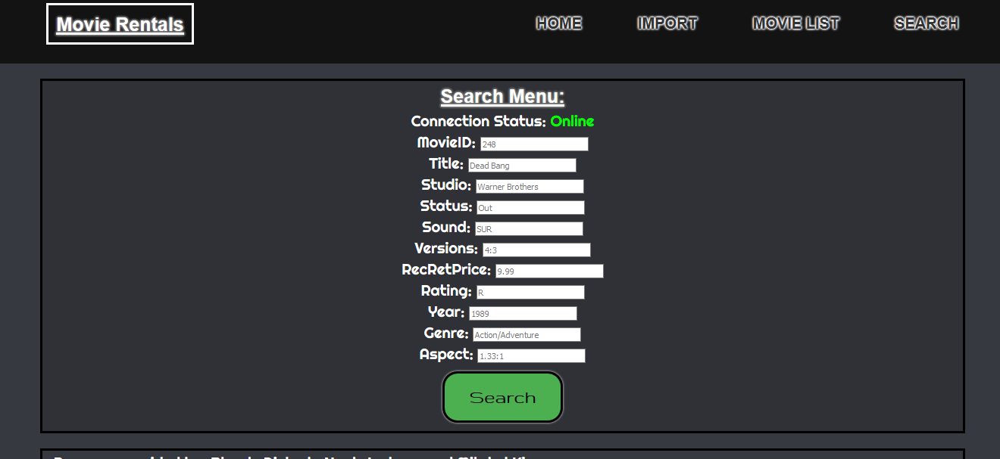 Movie Rentals HOME IMPORT MOVIE LIST SEARCH
Search Menu:
Connection Status: Online
MovieID: 248
Title: Dead Bang
Studio: Warner Brothers
Status: Out
Sound: SUR
Versions: 4:3
RecRetPrice: 9.99
Rating: R
Year: 1989
Genre: Action/Adventure
Aspect: 1.33:1
Search